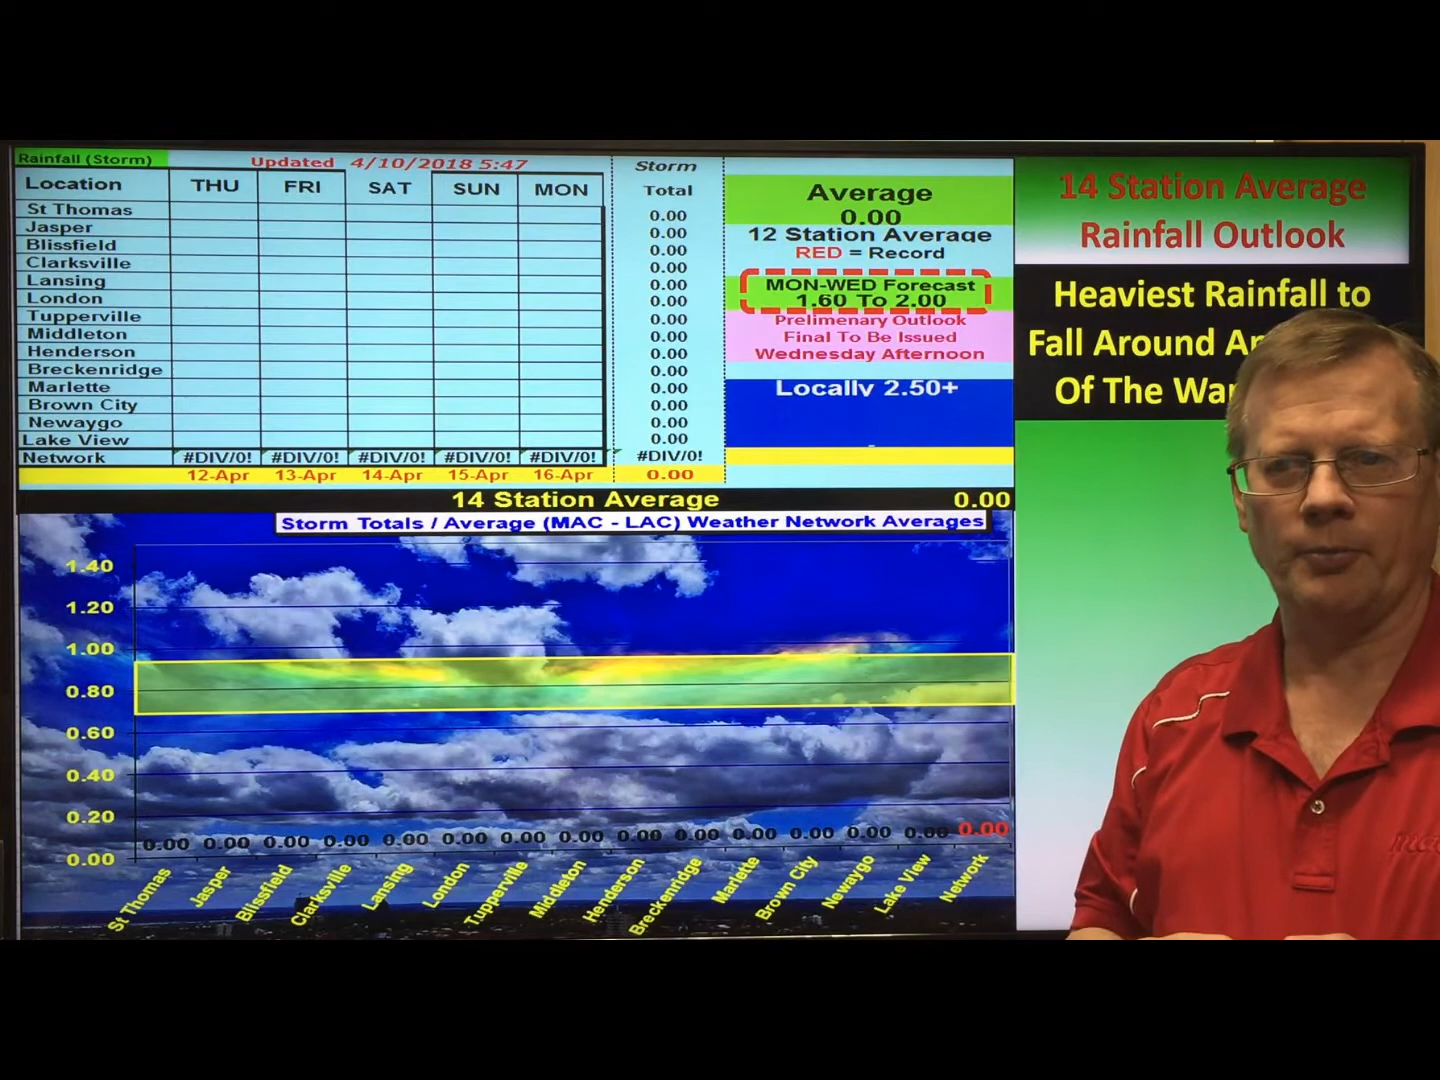 Rainfall (Storm) Updated 4/10/2018 5:47 Storm
Location THU FRI SAT SUN MON Total
St Thomas 0.00
Jasper 0.00
Blissfield 0.00
Clarksville 0.00
Lansing 0.00
London 0.00
Tupperville 0.00
Middleton 0.00
Henderson 0.00
Breckenridge 0.00
Marlette 0.00
Brown City 0.00
Newaygo 0.00
Lake View 0.00
Network #DIV/0! #DIV/0! #DIV/0! #DIV/0! #DIV/0! #DIV/0!
12-Apr 13-Apr 14-Apr 15-Apr 16-Apr 0.00
Average
0.00
12 Station Average
RED = Record
MON-WED Forecast
1.60 To 2.00
Prelimenary Outlook
Final To Be Issued
Wednesday Afternoon
Locally 2.50+
14 Station Average
Rainfall Outlook
Heaviest Rainfall to
Fall Around
Of The
14 Station Average 0.00
Storm Totals / Average (MAC - LAC) Weather Network Averages
1.40
1.20
1.00
0.80
0.60
0.40
0.20
0.00
0.00 0.00 0.00 0.00 0.00 0.00 0.00 0.00 0.00 0.00 0.00 0.00 0.00 0.00 0.00
St Thomas Jasper Blissfield Clarksville Lansing London Tupperville Middleton Henderson Breckenridge Marlette Brown City Newaygo Lake View Network